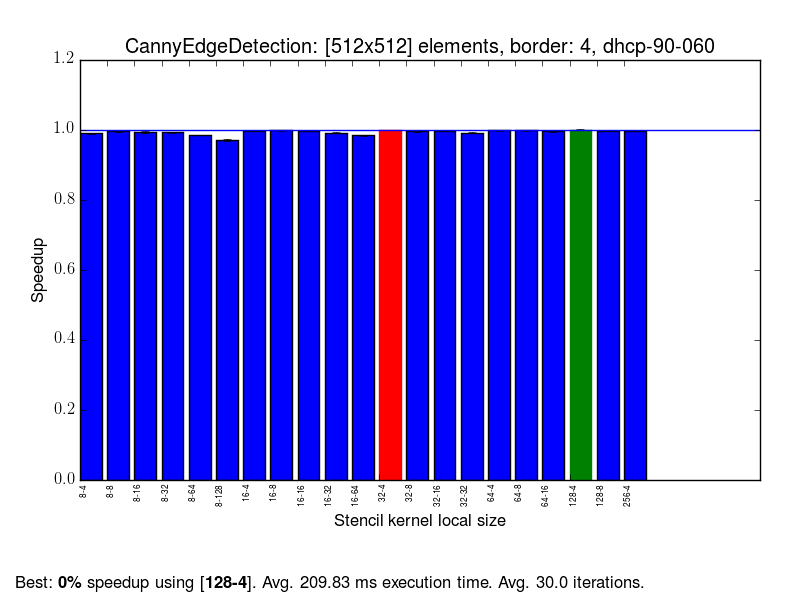 CannyEdgeDetection: [512x512] elements, border: 4, dhcp-90-060
1.2
1.0
0.8
0.6
0.4
0.2
0.0
Speedup
8-4 8-8 8-16 8-32 8-64 8-128 16-4 16-8 16-16 16-32 16-64 32-4 32-8 32-16 32-32 64-4 64-8 64-16 128-4 128-8 256-4
Stencil kernel local size
Best: 0% speedup using [128-4]. Avg. 209.83 ms execution time. Avg. 30.0 iterations.